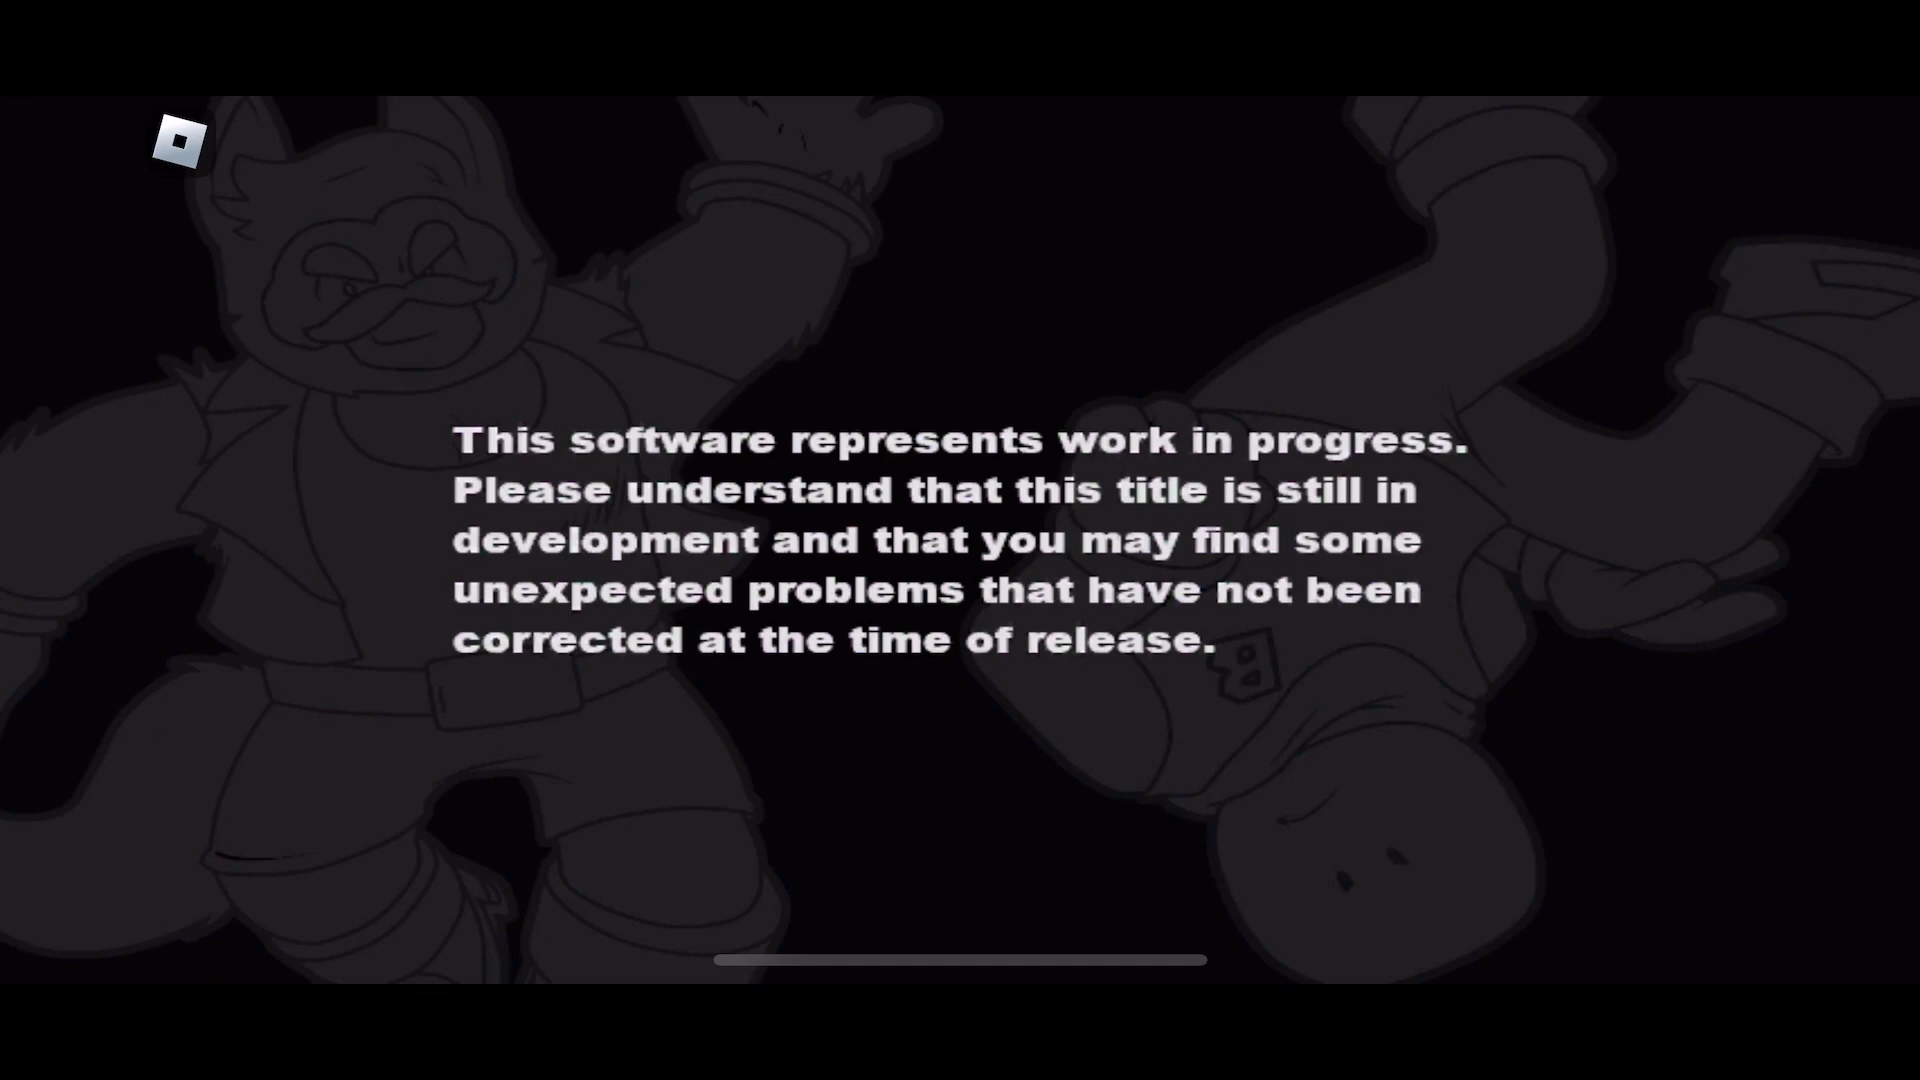 This software represents work in progress.
Please understand that this title is still in
development and that you may find some
unexpected problems that have not been
corrected at the time of release.
B